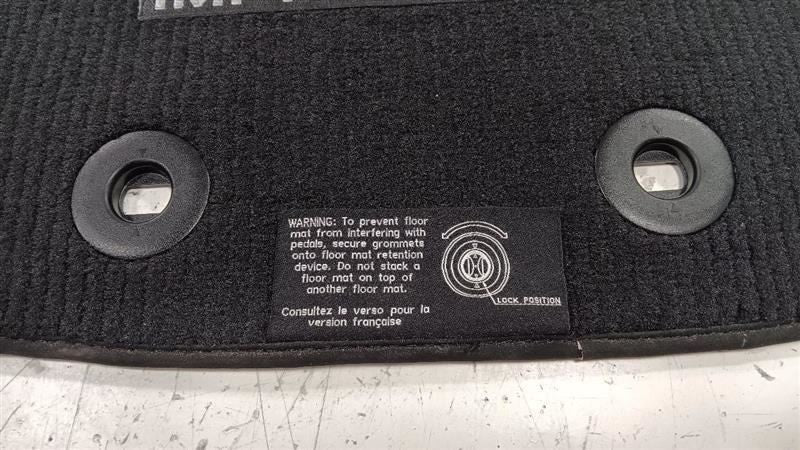 WARNING: To prevent floor
mat from interfering with
pedals, secure grommets
onto floor mat retention
device. Do not stack a
floor mat on top of
another floor mat.
LOCK POSITION
Consultez le verso pour la
version française